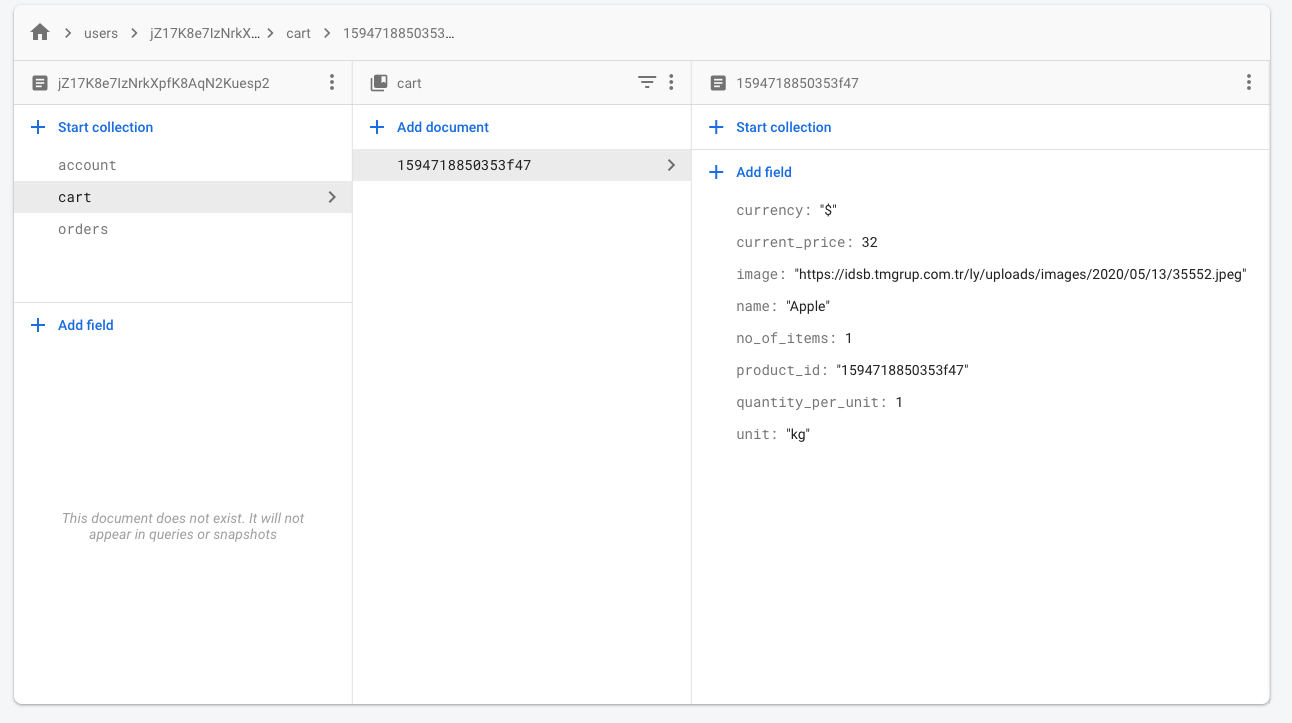 users jZ17K8e7IzNrkX... cart 1594718850353...
jZ17K8e7IzNrkXpfK8AqN2Kuesp2
Start collection
account
cart
orders
Add field
This document does not exist. It will not
appear in queries or snapshots
cart
Add document
1594718850353f47
1594718850353f47
Start collection
Add field
currency: "$"
current_price: 32
image: "https://idsb.tmgrup.com.tr/ly/uploads/images/2020/05/13/35552.jpeg"
name: "Apple"
no_of_items: 1
product_id: "1594718850353f47"
quantity_per_unit: 1
unit: "kg"